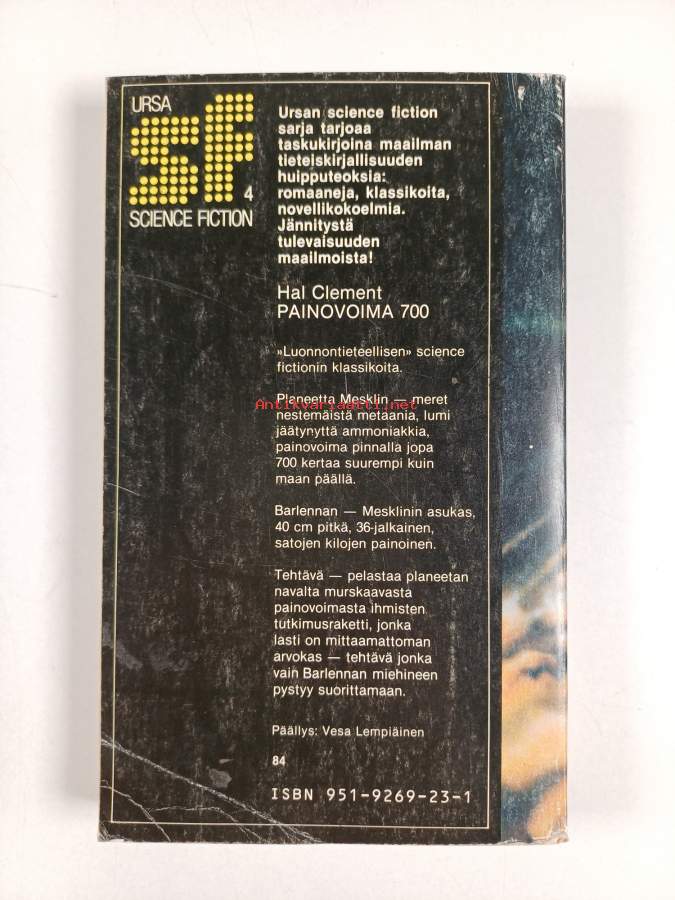 URSA
sf
4
SCIENCE FICTION
Ursan science fiction
sarja tarjoaa
taskukirjoina maailman
tieteiskirjallisuuden
huipputeoksia:
romaaneja, klassikoita,
novellikokoelmia.
Jännitystä
tulevaisuuden
maailmoista!
Hal Clement
PAINOVOIMA 700
»Luonnontieteellisen» science
fictionin klassikoita.
Planeetta Mesklin — meret
Antikvariaatti.net
nestemäistä metaania, lumi
jäätynyttä ammoniakkia,
painovoima pinnalla jopa
700 kertaa suurempi kuin
maan päällä.
Barlennan — Mesklinin asukas,
40 cm pitkä, 36-jalkainen,
satojen kilojen painoinen.
Tehtävä — pelastaa planeetan
navalta murskaavasta
painovoimasta ihmisten
tutkimusraketti, jonka
lasti on mittaamattoman
arvokas — tehtävä jonka
vain Barlennan miehineen
pystyy suorittamaan.
Päällys: Vesa Lempiäinen
84
ISBN 951-9269-23-1